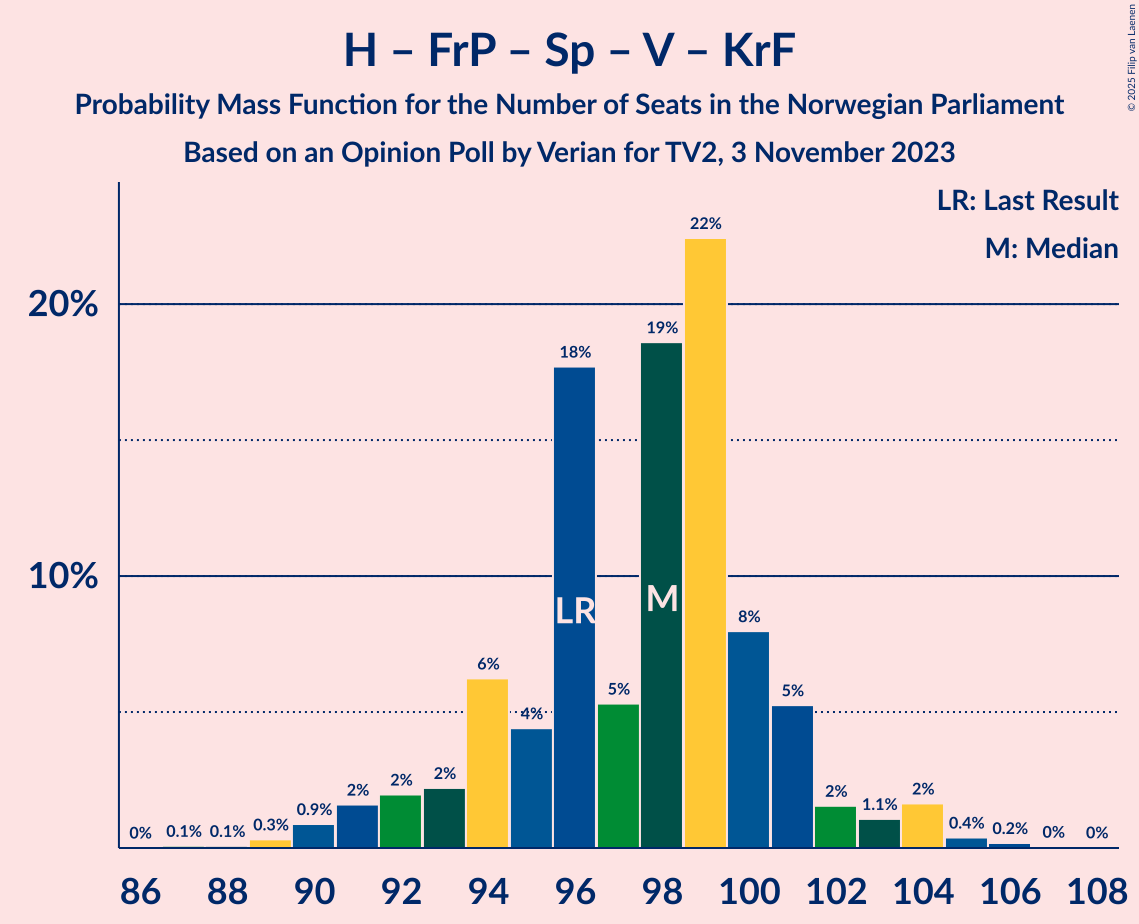 H – FrP – Sp – V – KrF
Probability Mass Function for the Number of Seats in the Norwegian Parliament
Based on an Opinion Poll by Verian for TV2, 3 November 2023
© 2025 Filip van Laenen
LR: Last Result
M: Median
20%
10%
0%
0.1%
0.1%
0.3%
0.9%
2%
2%
2%
6%
4%
18%
5%
19%
22%
8%
5%
2%
1.1%
2%
0.4%
0.2%
0%
0%
LR
M
86 88 90 92 94 96 98 100 102 104 106 108